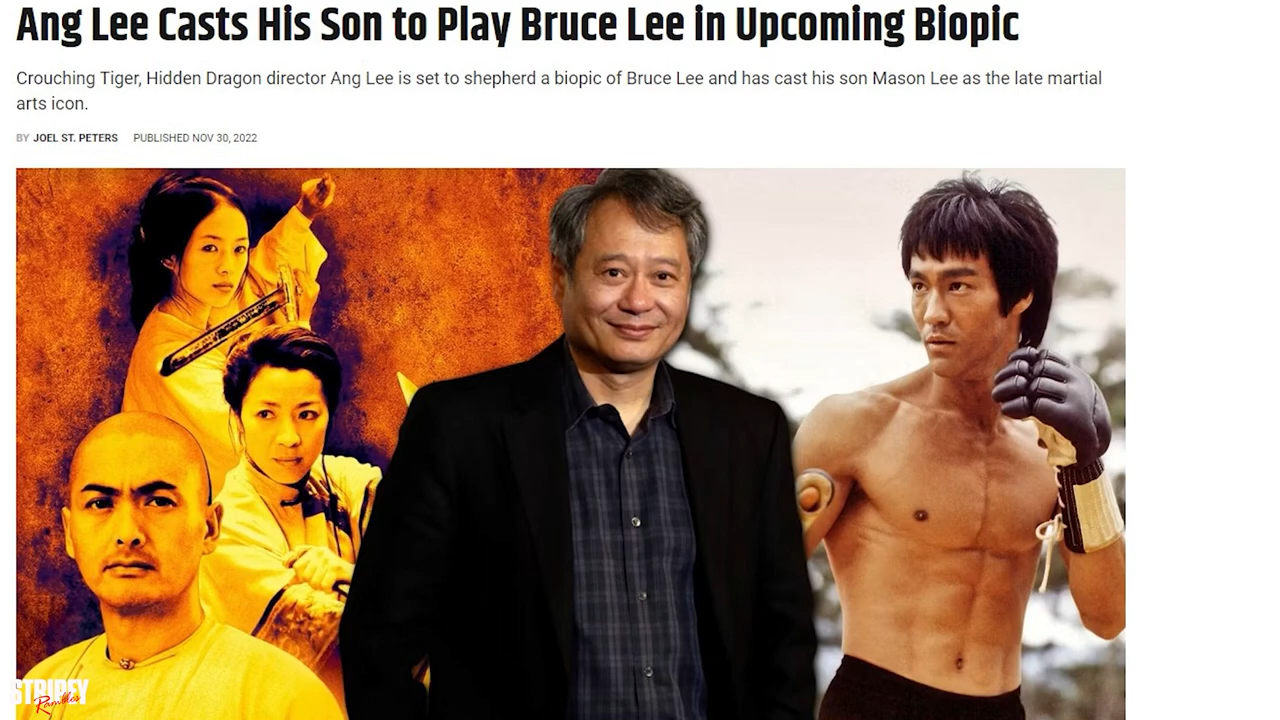 Ang Lee Casts His Son to Play Bruce Lee in Upcoming Biopic
Crouching Tiger, Hidden Dragon director Ang Lee is set to shepherd a biopic of Bruce Lee and has cast his son Mason Lee as the late martial
arts icon.
BY JOEL ST. PETERS PUBLISHED NOV 30, 2022
STRIPEY
Rambles